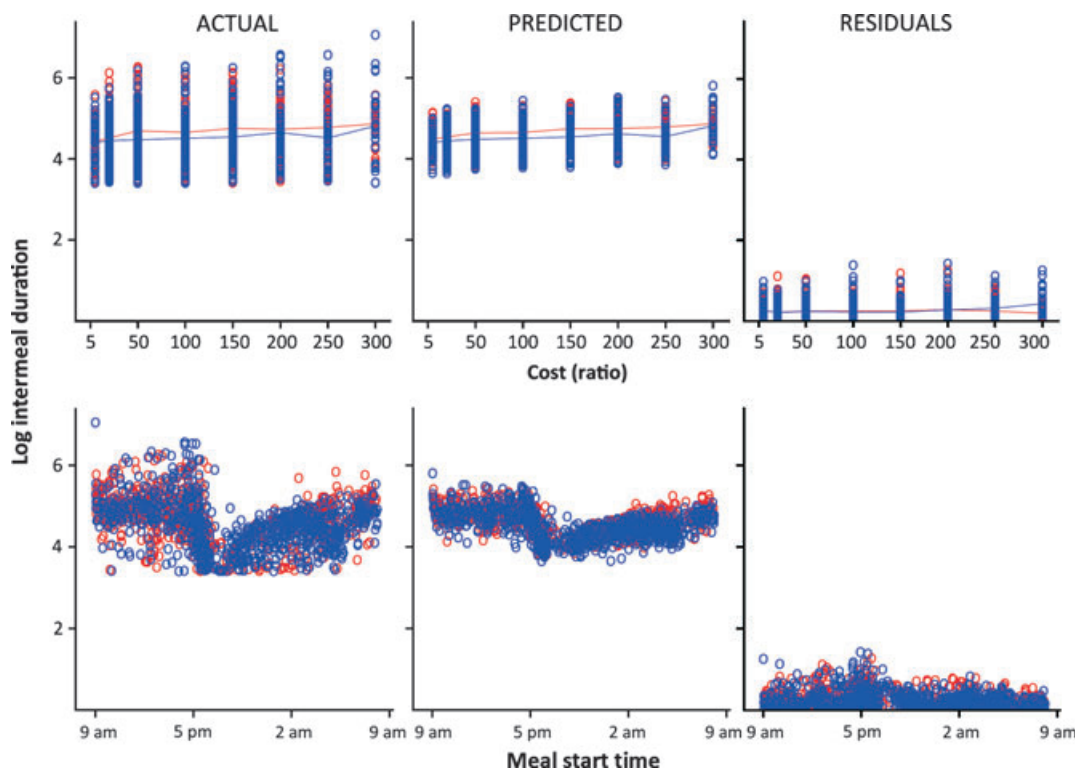 ACTUAL PREDICTED RESIDUALS
6
4
2
5 50 100 150 200 250 300 5 50 100 150 200 250 300 5 50 100 150 200 250 300
Cost (ratio)
Log intermeal duration
6
4
2
9 am 5 pm 2 am 9 am 5 pm 2 am 9 am 9 am 5 pm 2 am 9 am
Meal start time